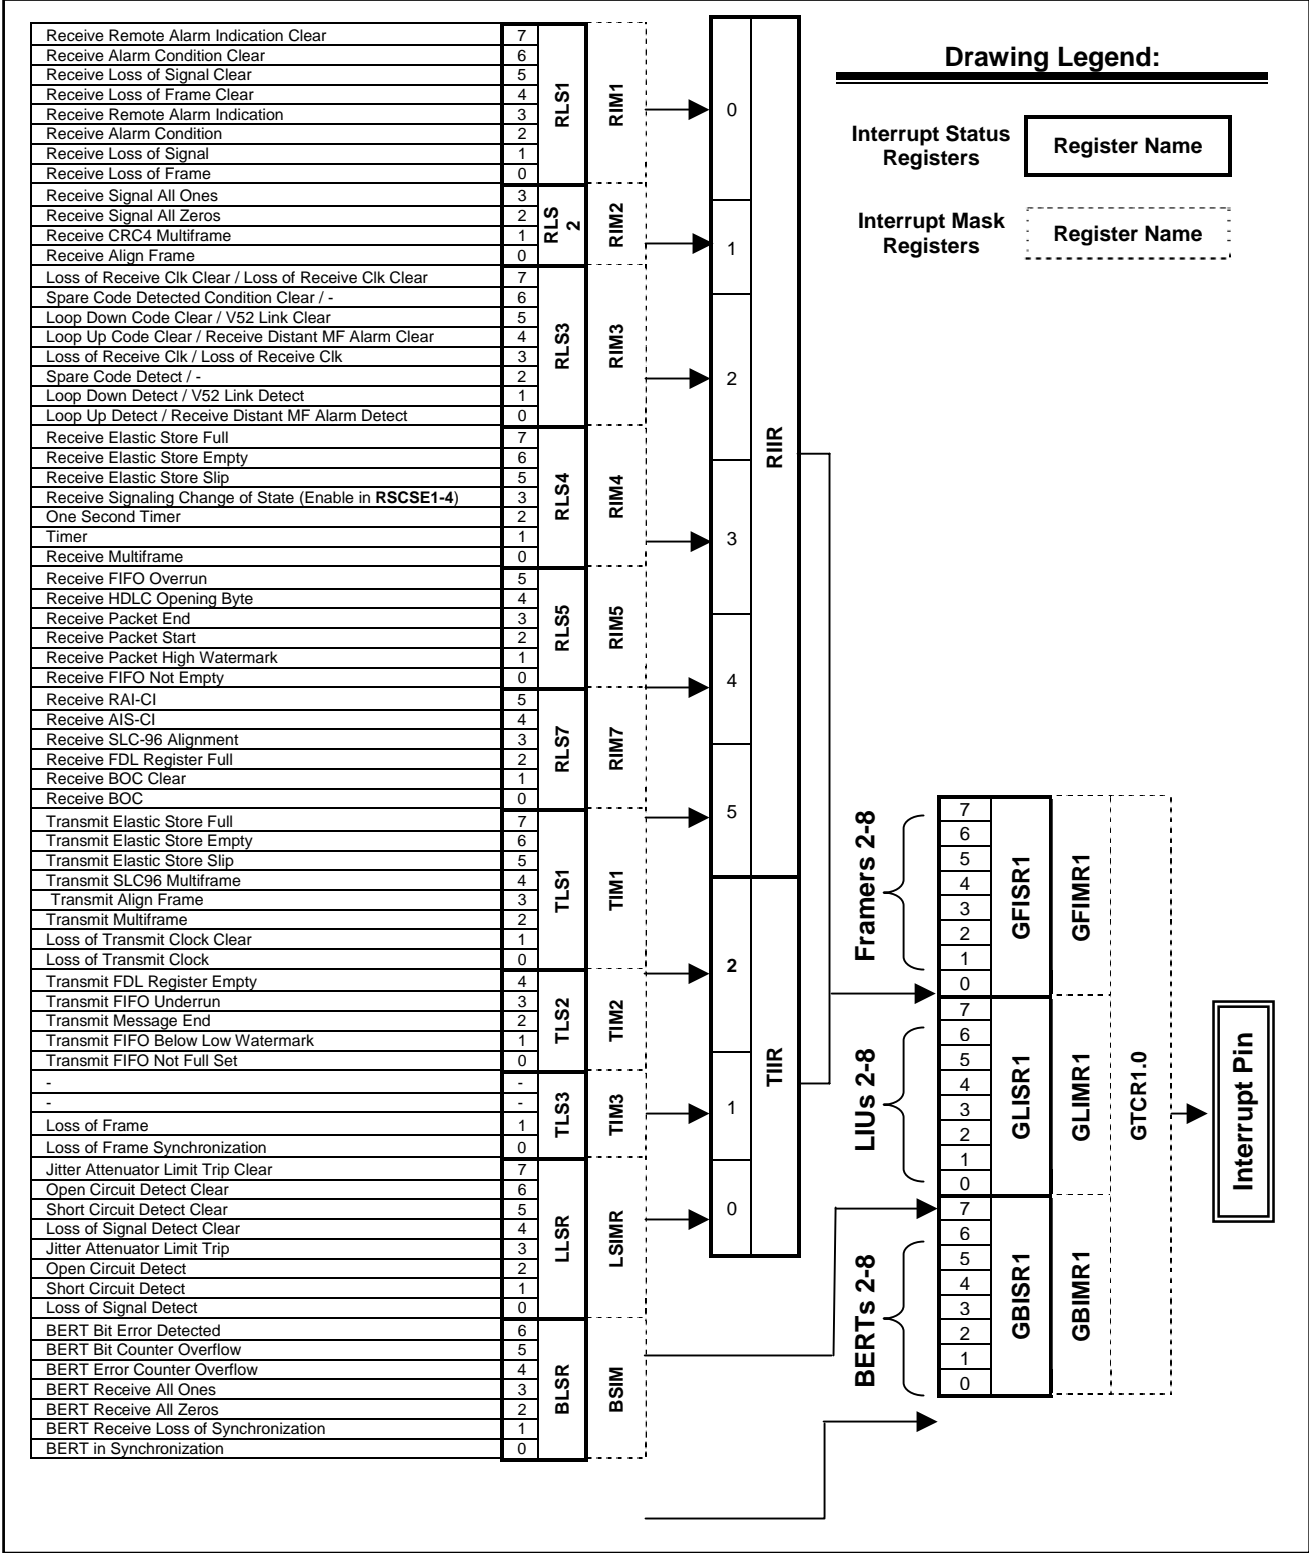 Drawing Legend:
Interrupt Status
Registers
Register Name
Interrupt Mask
Registers
Register Name
Receive Remote Alarm Indication Clear 7
Receive Alarm Condition Clear 6
Receive Loss of Signal Clear 5
Receive Loss of Frame Clear 4
Receive Remote Alarm Indication 3
Receive Alarm Condition 2
Receive Loss of Signal 1
Receive Loss of Frame 0
RLS1
RIM1
Receive Signal All Ones 3
Receive Signal All Zeros 2
Receive CRC4 Multiframe 1
Receive Align Frame 0
RLS
2
RIM2
Loss of Receive Clk Clear / Loss of Receive Clk Clear 7
Spare Code Detected Condition Clear / - 6
Loop Down Code Clear / V52 Link Clear 5
Loop Up Code Clear / Receive Distant MF Alarm Clear 4
Loss of Receive Clk / Loss of Receive Clk 3
Spare Code Detect / - 2
Loop Down Detect / V52 Link Detect 1
Loop Up Detect / Receive Distant MF Alarm Detect 0
RLS3
RIM3
Receive Elastic Store Full 7
Receive Elastic Store Empty 6
Receive Elastic Store Slip 5
Receive Signaling Change of State (Enable in RSCSE1-4) 3
One Second Timer 2
Timer 1
Receive Multiframe 0
RLS4
RIM4
Receive FIFO Overrun 5
Receive HDLC Opening Byte 4
Receive Packet End 3
Receive Packet Start 2
Receive Packet High Watermark 1
Receive FIFO Not Empty 0
RLS5
RIM5
Receive RAI-CI 5
Receive AIS-CI 4
Receive SLC-96 Alignment 3
Receive FDL Register Full 2
Receive BOC Clear 1
Receive BOC 0
RLS7
RIM7
Transmit Elastic Store Full 7
Transmit Elastic Store Empty 6
Transmit Elastic Store Slip 5
Transmit SLC96 Multiframe 4
Transmit Align Frame 3
Transmit Multiframe 2
Loss of Transmit Clock Clear 1
Loss of Transmit Clock 0
TLS1
TIM1
Transmit FDL Register Empty 4
Transmit FIFO Underrun 3
Transmit Message End 2
Transmit FIFO Below Low Watermark 1
Transmit FIFO Not Full Set 0
TLS2
TIM2
- -
- -
Loss of Frame 1
Loss of Frame Synchronization 0
TLS3
TIM3
Jitter Attenuator Limit Trip Clear 7
Open Circuit Detect Clear 6
Short Circuit Detect Clear 5
Loss of Signal Detect Clear 4
Jitter Attenuator Limit Trip 3
Open Circuit Detect 2
Short Circuit Detect 1
Loss of Signal Detect 0
LLSR
LSIMR
BERT Bit Error Detected 6
BERT Bit Counter Overflow 5
BERT Error Counter Overflow 4
BERT Receive All Ones 3
BERT Receive All Zeros 2
BERT Receive Loss of Synchronization 1
BERT in Synchronization 0
BLSR
BSIM
0
1
2
3
4
5
RIIR
2
1
0
TIIR
Framers 2-8
7
6
5
4
3
2
1
0
GFISR1
GFIMR1
LIUs 2-8
7
6
5
4
3
2
1
0
GLISR1
GLIMR1
BERTs 2-8
7
6
5
4
3
2
1
0
GBISR1
GBIMR1
GTCR1.0
Interrupt Pin